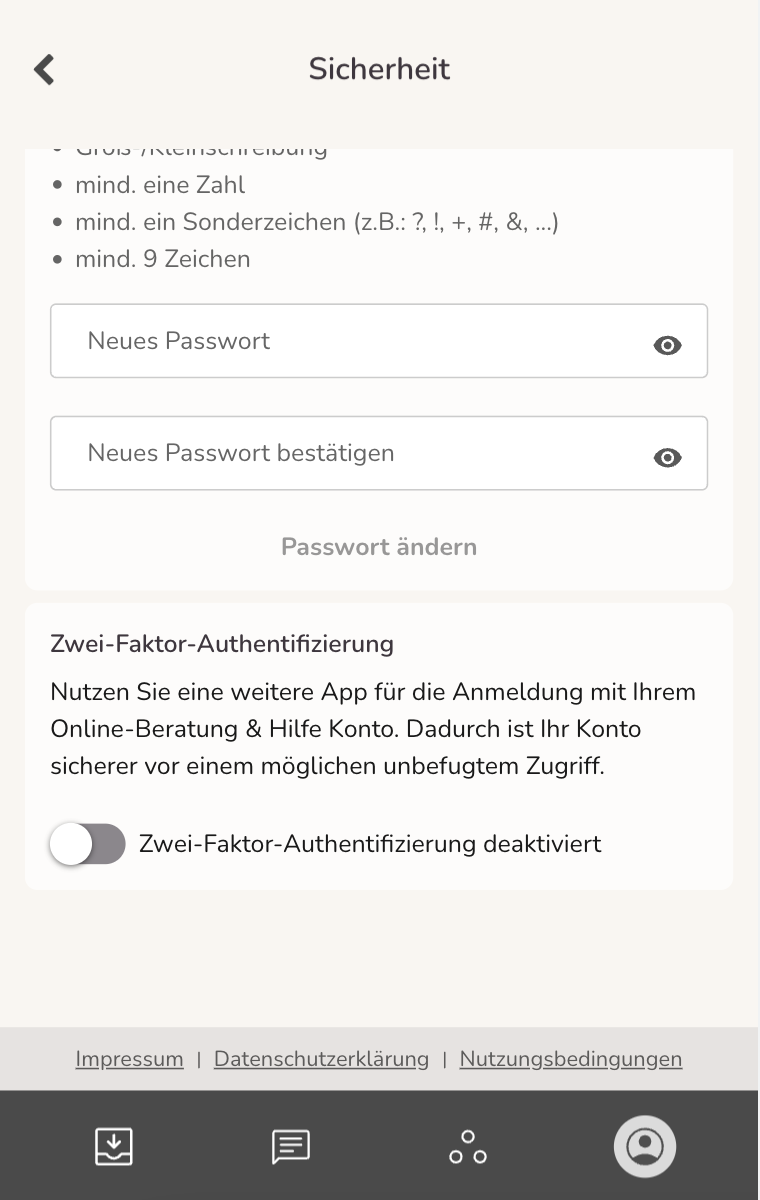 Sicherheit
Groß-/Kleinschreibung
mind. eine Zahl
mind. ein Sonderzeichen (z.B.: ?, !, +, #, &, ...)
mind. 9 Zeichen
Neues Passwort
Neues Passwort bestätigen
Passwort ändern
Zwei-Faktor-Authentifizierung
Nutzen Sie eine weitere App für die Anmeldung mit Ihrem
Online-Beratung & Hilfe Konto. Dadurch ist Ihr Konto
sicherer vor einem möglichen unbefugtem Zugriff.
Zwei-Faktor-Authentifizierung deaktiviert
Impressum | Datenschutzerklärung | Nutzungsbedingungen